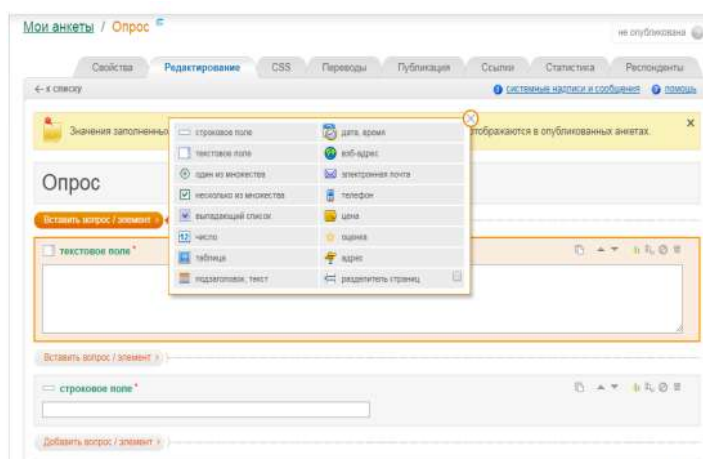 Мои анкеты / Опрос
не опубликована
Свойства Редактирование CSS Переводы Публикация Ссылки Статистика Респонденты
← к списку
системные надписи и сообщения помощь
Значения заполненны
отображаются в опубликованных анкетах.
строковое поле дата, время
текстовое поле веб-адрес
один из множества электронная почта
несколько из множества телефон
выпадающий список цена
число оценка
таблица адрес
подзаголовок, текст разделитель страниц
Опрос
Вставить вопрос / элемент
текстовое поле *
Вставить вопрос / элемент
строковое поле *
Добавить вопрос / элемент